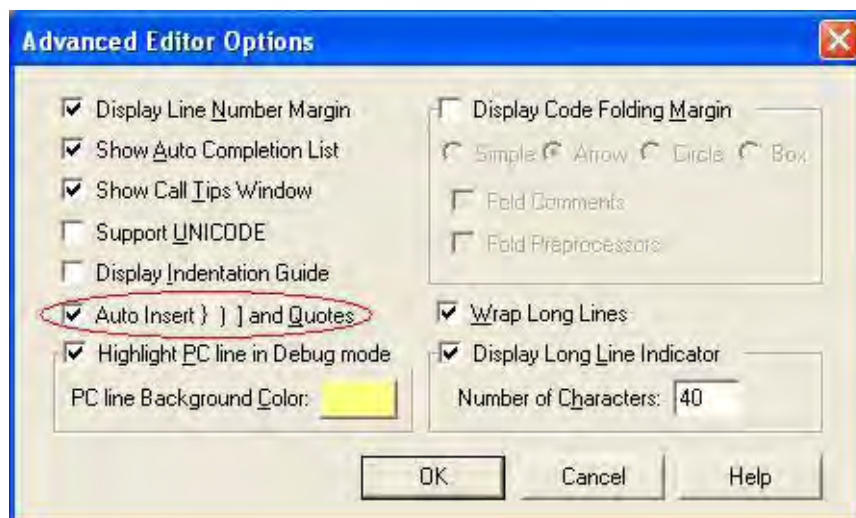 Advanced Editor Options
Display Line Number Margin
Show Auto Completion List
Show Call Tips Window
Support UNICODE
Display Indentation Guide
Auto Insert } ) ] and Quotes
Highlight PC line in Debug mode
PC line Background Color:
Display Code Folding Margin
Simple Arrow Circle Box
Fold Comments
Fold Preprocessors
Wrap Long Lines
Display Long Line Indicator
Number of Characters: 40
OK Cancel Help